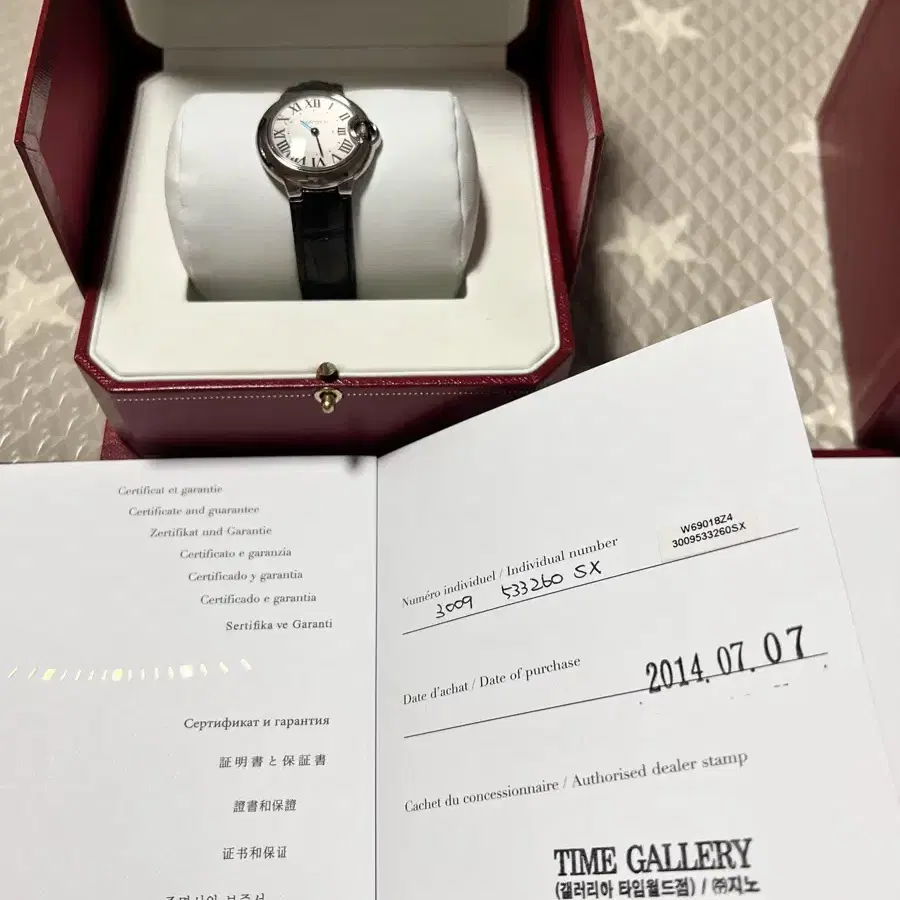 XII
Certificat et garantie
Certificate and guarantee
Zertifikat und Garantie
Certificato e garanzia
Certificado y garantia
Certificado e garantia
Sertifika ve Garanti
Сертификат и гарантия
証明書と保証書
證書和保證
证书和保证
W69018Z4
3009533260SX
Numéro individuel / Individual number
3009 533260 SX
Date d'achat / Date of purchase
2014.07.07
Cachet du concessionnaire / Authorised dealer stamp
TIME GALLERY
(갤러리아 타임월드점) / ㈜지노